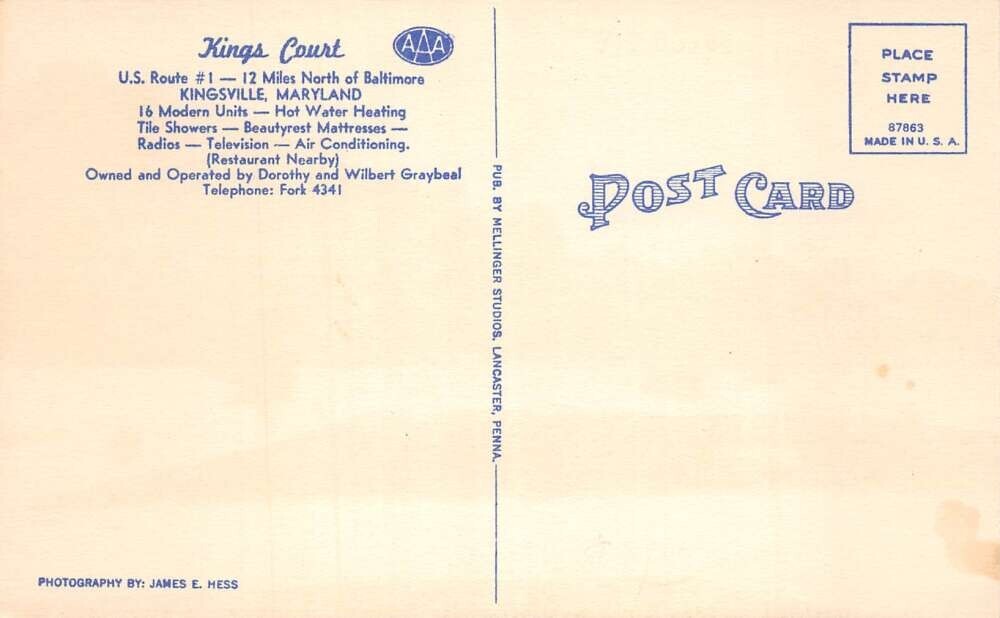 Kings Court
AAA
U.S. Route #1 — 12 Miles North of Baltimore
KINGSVILLE, MARYLAND
16 Modern Units — Hot Water Heating
Tile Showers — Beautyrest Mattresses —
Radios — Television — Air Conditioning.
(Restaurant Nearby)
Owned and Operated by Dorothy and Wilbert Graybeal
Telephone: Fork 4341
PHOTOGRAPHY BY: JAMES E. HESS
PUB. BY MELLINGER STUDIOS, LANCASTER, PENNA.
PLACE
STAMP
HERE
87863
MADE IN U. S. A.
POST CARD